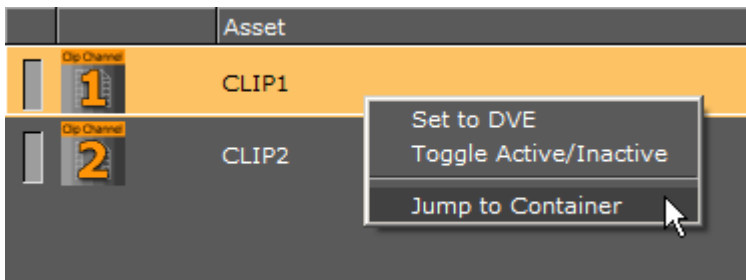 Asset
Clip Channel
1
CLIP1
Set to DVE
Toggle Active/Inactive
Clip Channel
2
CLIP2
Jump to Container